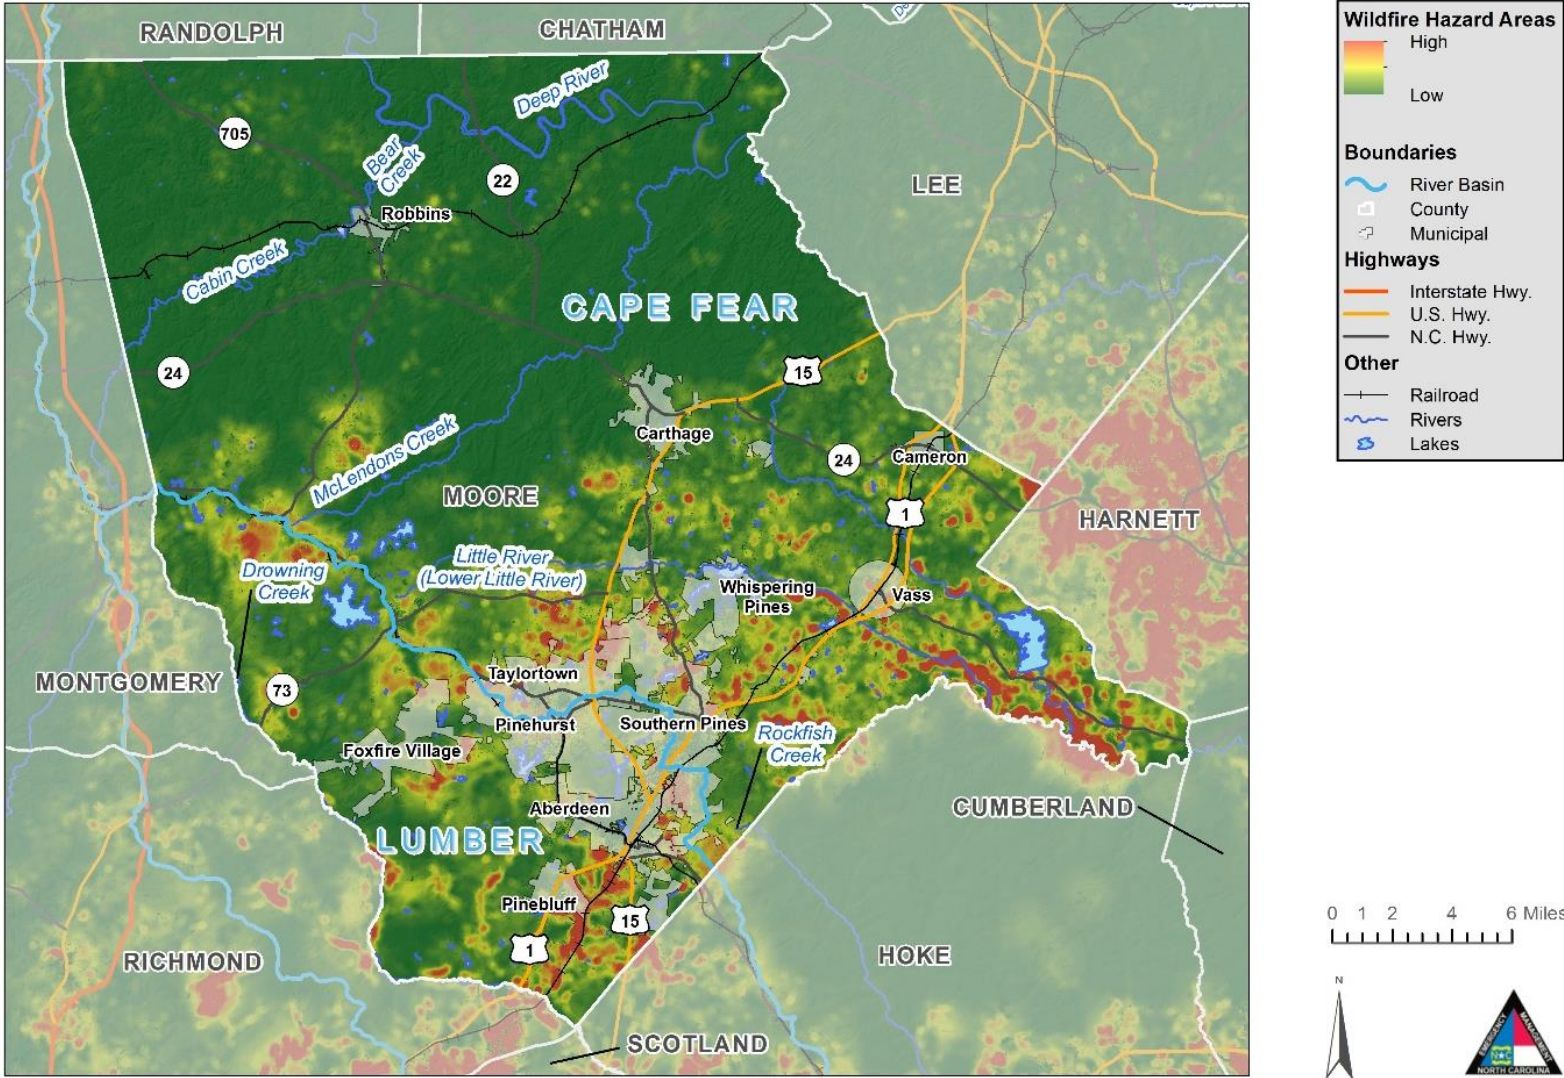 RANDOLPH
CHATHAM
Deep River
705
Bear
Creek
22
LEE
Robbins
Cabin Creek
CAPE FEAR
24
15
Carthage
McLendons Creek
24
Cameron
MOORE
1
HARNETT
Little River
(Lower Little River)
Drowning
Creek
Whispering
Pines
Vass
MONTGOMERY
73
Taylortown
Pinehurst
Southern Pines
Rockfish
Creek
Foxfire Village
Aberdeen
CUMBERLAND
LUMBER
Pinebluff
15
1
RICHMOND
HOKE
SCOTLAND
Wildfire Hazard Areas
High
Low
Boundaries
River Basin
County
Municipal
Highways
Interstate Hwy.
U.S. Hwy.
N.C. Hwy.
Other
Railroad
Rivers
Lakes
0 1 2 4 6 Miles
N
EMERGENCY
MANAGEMENT
NORTH CAROLINA